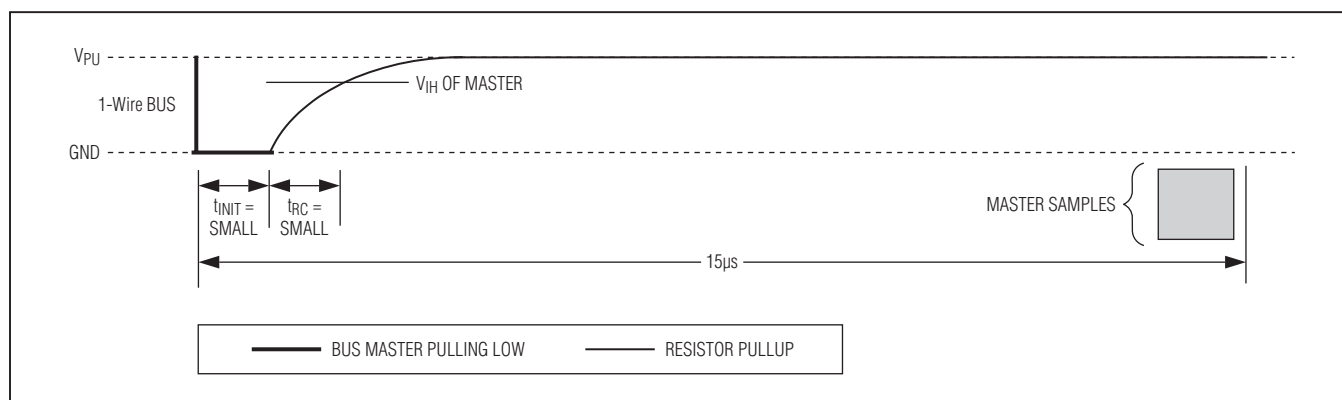 VPU
1-Wire BUS
VIH OF MASTER
GND
tINIT =
SMALL
tRC =
SMALL
MASTER SAMPLES
15µs
BUS MASTER PULLING LOW
RESISTOR PULLUP